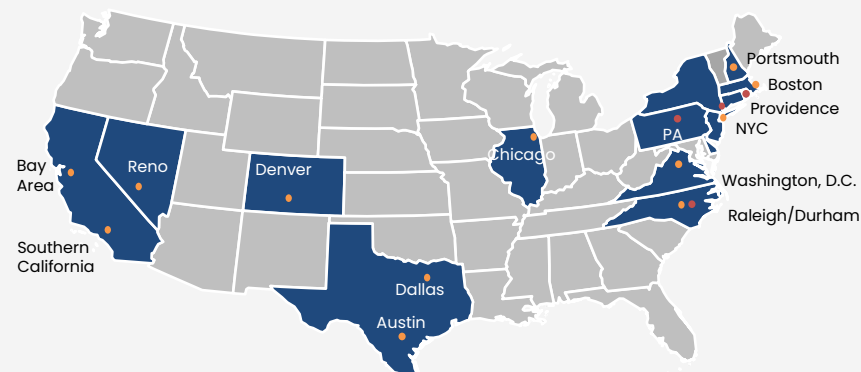 Portsmouth
Boston
Providence
NYC
PA
Chicago
Bay
Area
Reno
Denver
Washington, D.C.
Raleigh/Durham
Southern
California
Dallas
Austin